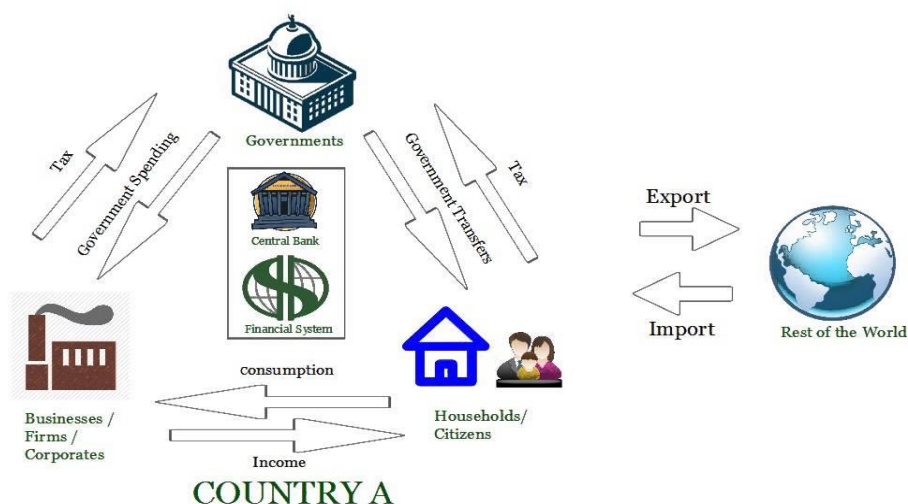 Governments
Tax
Government Spending
Government Transfers
Tax
Central Bank
Financial System
Export
Import
Rest of the World
Consumption
Income
Businesses /
Firms /
Corporates
Households/
Citizens
COUNTRY A